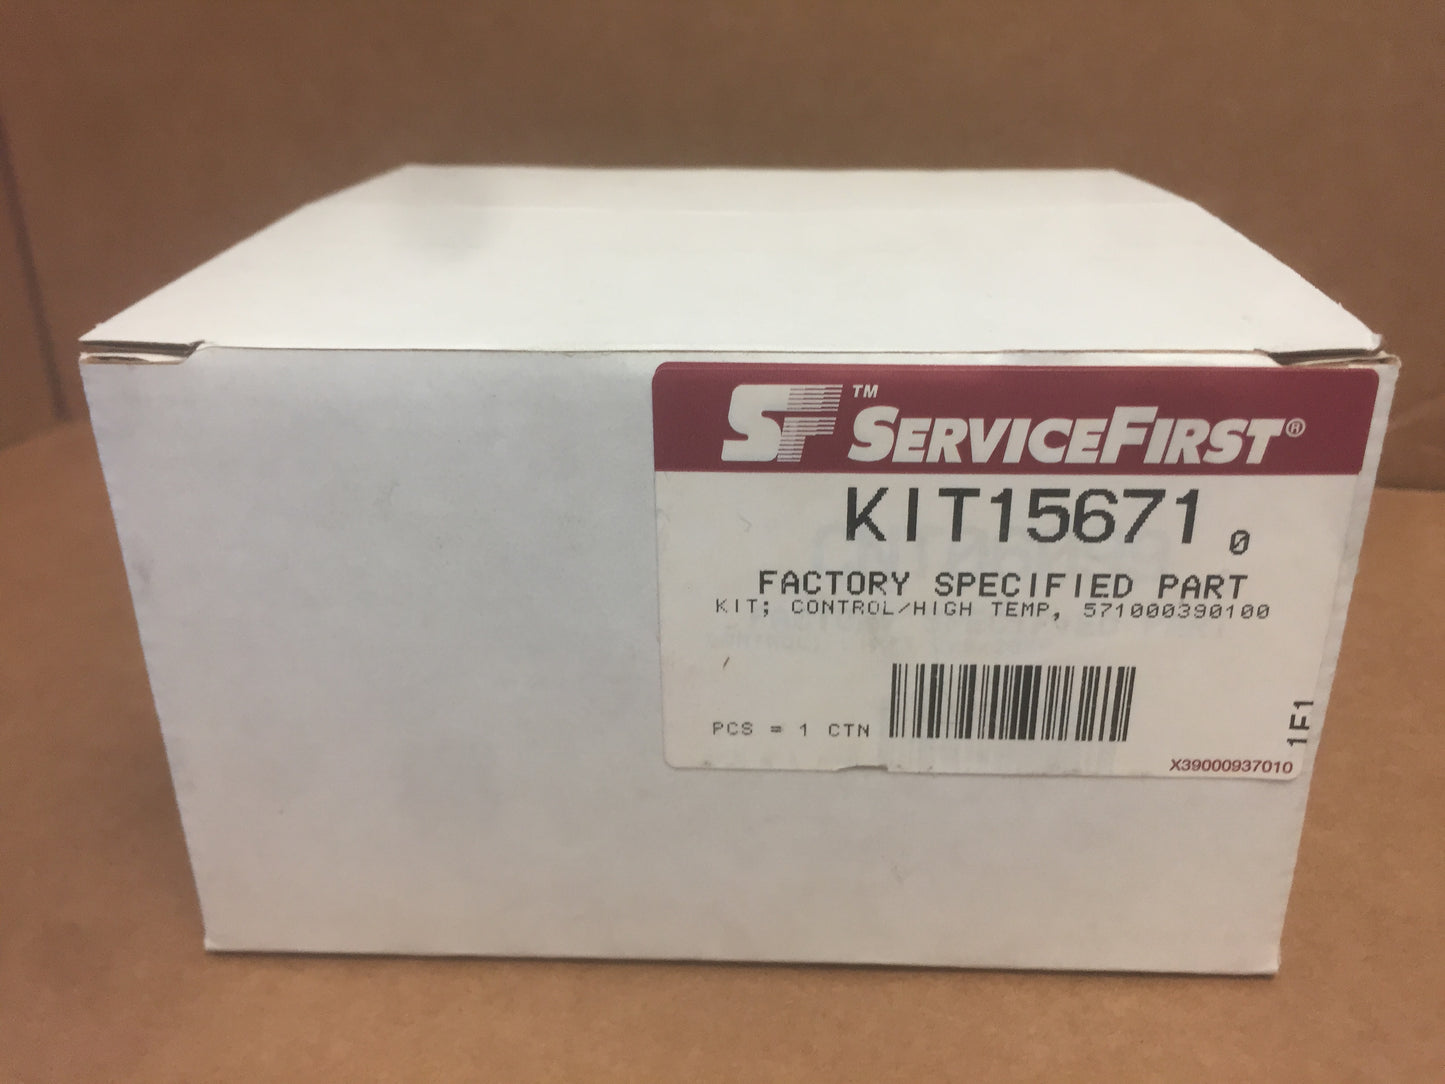 SF™ SERVICEFIRST®
KIT15671 0
FACTORY SPECIFIED PART
KIT; CONTROL/HIGH TEMP, 571000390100
PCS = 1 CTN
1F1
X39000937010